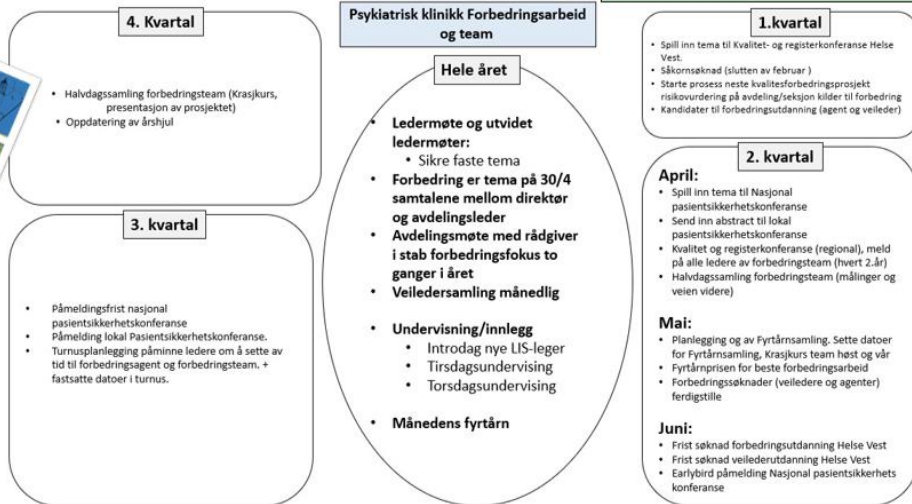 Psykiatrisk klinikk Forbedringsarbeid
og team
4. Kvartal
• Halvdagssamling forbedringsteam (Krasjkurs,
presentasjon av prosjektet)
• Oppdatering av årshjul
3. kvartal
• Påmeldingsfrist nasjonal
pasientsikkerhetskonferanse
• Påmelding lokal Pasientsikkerhetskonferanse.
• Turnusplanlegging påminne ledere om å sette av
tid til forbedringsagent og forbedringsteam. +
fastsatte datoer i turnus.
Hele året
• Ledermøte og utvidet
ledermøter:
• Sikre faste tema
• Forbedring er tema på 30/4
samtalene mellom direktør
og avdelingsleder
• Avdelingsmøte med rådgiver
i stab forbedringsfokus to
ganger i året
• Veiledersamling månedlig
• Undervisning/innlegg
• Introdag nye LIS-leger
• Tirsdagsundervising
• Torsdagsundervising
• Månedens fyrtårn
1.kvartal
• Spill inn tema til Kvalitet- og registerkonferanse Helse
Vest.
• Såkornsøknad (slutten av februar )
• Starte prosess neste kvalitesforbedringsprosjekt
risikovurdering på avdeling/seksjon kilder til forbedring
• Kandidater til forbedringsutdanning (agent og veileder)
2. kvartal
April:
• Spill inn tema til Nasjonal
pasientsikkerhetskonferanse
• Send inn abstract til lokal
pasientsikkerhetskonferanse
• Kvalitet og registerkonferanse (regional), meld
på alle ledere av forbedringsteam (hvert 2.år)
• Halvdagssamling forbedringsteam (målinger og
veien videre)
Mai:
• Planlegging og av Fyrtårnsamling. Sette datoer
for Fyrtårnsamling, Krasjkurs team høst og vår
• Fyrtårnprisen for beste forbedringsarbeid
• Forbedringssøknader (veiledere og agenter)
ferdigstille
Juni:
• Frist søknad forbedringsutdanning Helse Vest
• Frist søknad veilederutdanning Helse Vest
• Earlybird påmelding Nasjonal pasientsikkerhets
konferanse